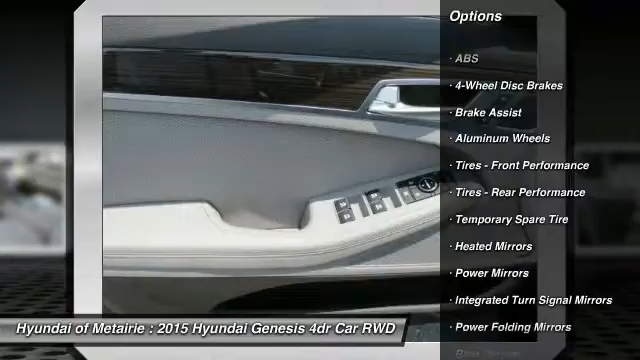 Options
· ABS
· 4-Wheel Disc Brakes
· Brake Assist
· Aluminum Wheels
· Tires - Front Performance
· Tires - Rear Performance
· Temporary Spare Tire
· Heated Mirrors
· Power Mirrors
· Integrated Turn Signal Mirrors
· Power Folding Mirrors
Hyundai of Metairie : 2015 Hyundai Genesis 4dr Car RWD